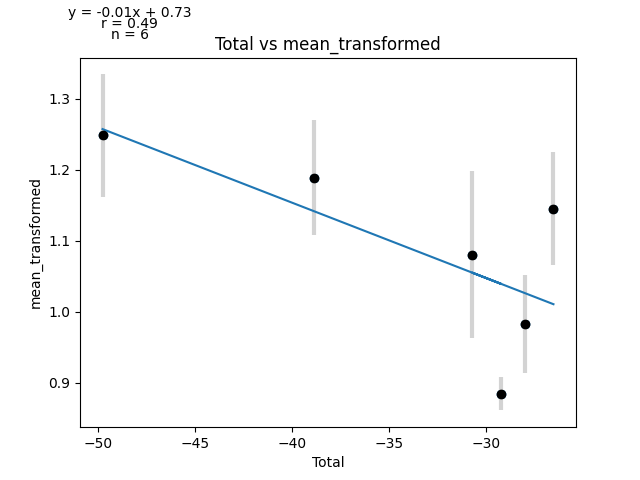 y = -0.01x + 0.73
r = 0.49
n = 6
Total vs mean_transformed
mean_transformed
1.3
1.2
1.1
1.0
0.9
−50
−45
−40
−35
−30
Total